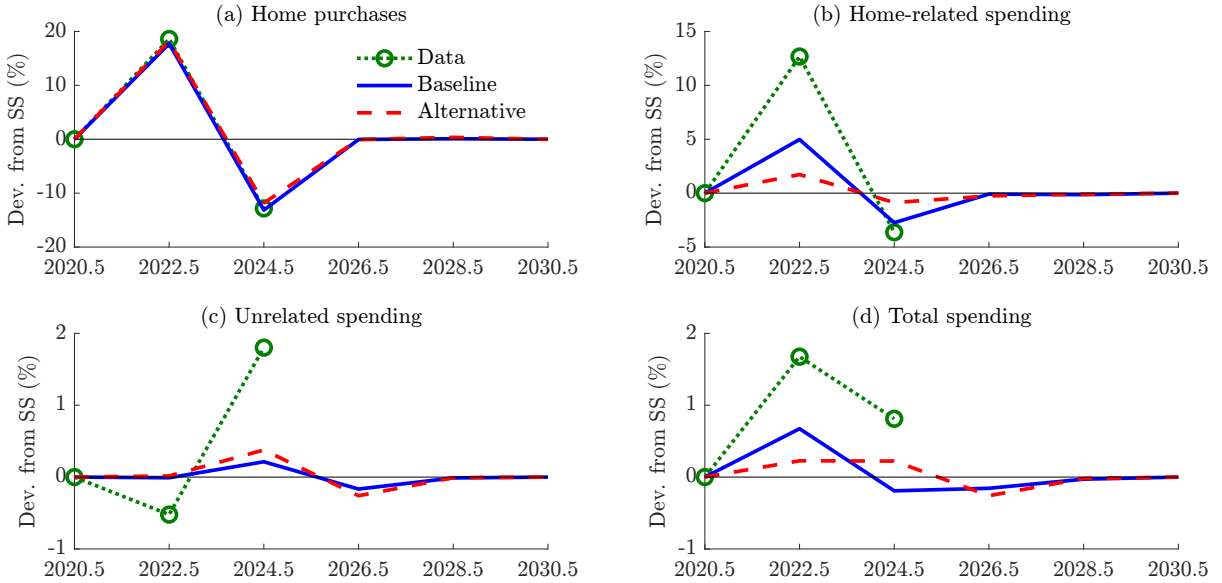 (a) Home purchases
Dev. from SS (%)
20
10
0
-10
-20
2020.5 2022.5 2024.5 2026.5 2028.5 2030.5
Data
Baseline
Alternative
(b) Home-related spending
Dev. from SS (%)
15
10
5
0
-5
2020.5 2022.5 2024.5 2026.5 2028.5 2030.5
(c) Unrelated spending
Dev. from SS (%)
2
1
0
-1
2020.5 2022.5 2024.5 2026.5 2028.5 2030.5
(d) Total spending
Dev. from SS (%)
2
1
0
-1
2020.5 2022.5 2024.5 2026.5 2028.5 2030.5